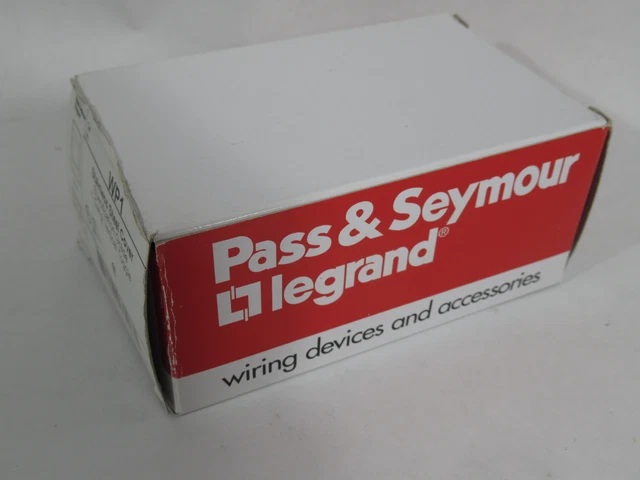 Pass & Seymour
legrand®
wiring devices and accessories
WP1